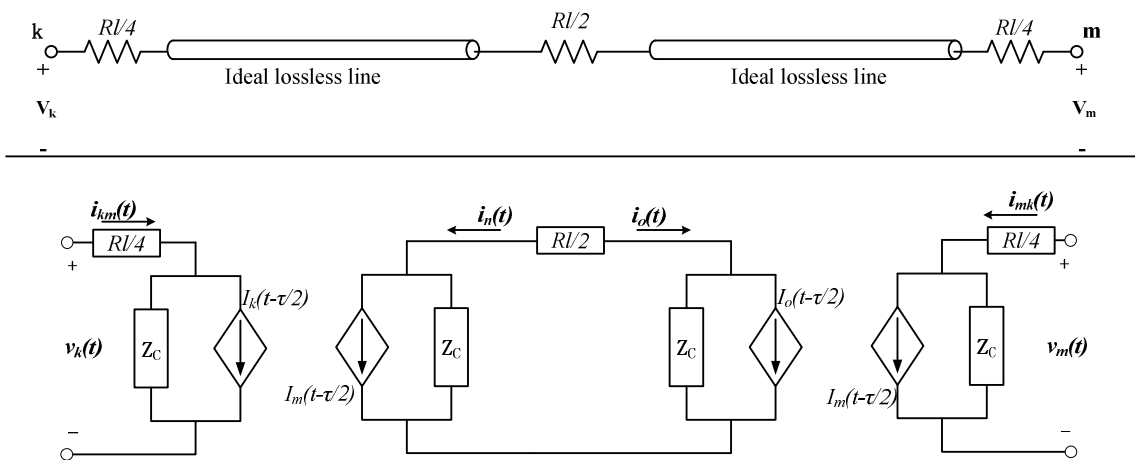 k
Rl/4
Rl/2
Rl/4
m
+
Ideal lossless line
Ideal lossless line
+
V_k
V_m
-
-
i_km(t)
i_n(t)
i_o(t)
i_mk(t)
Rl/4
Rl/2
Rl/4
+
+
I_k(t-τ/2)
I_o(t-τ/2)
v_k(t)
Z_C
Z_C
Z_C
Z_C
v_m(t)
I_m(t-τ/2)
I_m(t-τ/2)
−
−